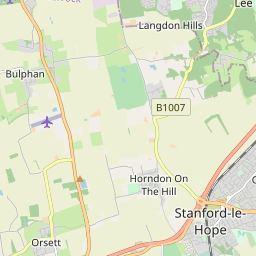 Lee
Langdon Hills
Bulphan
B1007
Horndon On
The Hill
Stanford-le-
Hope
Orsett